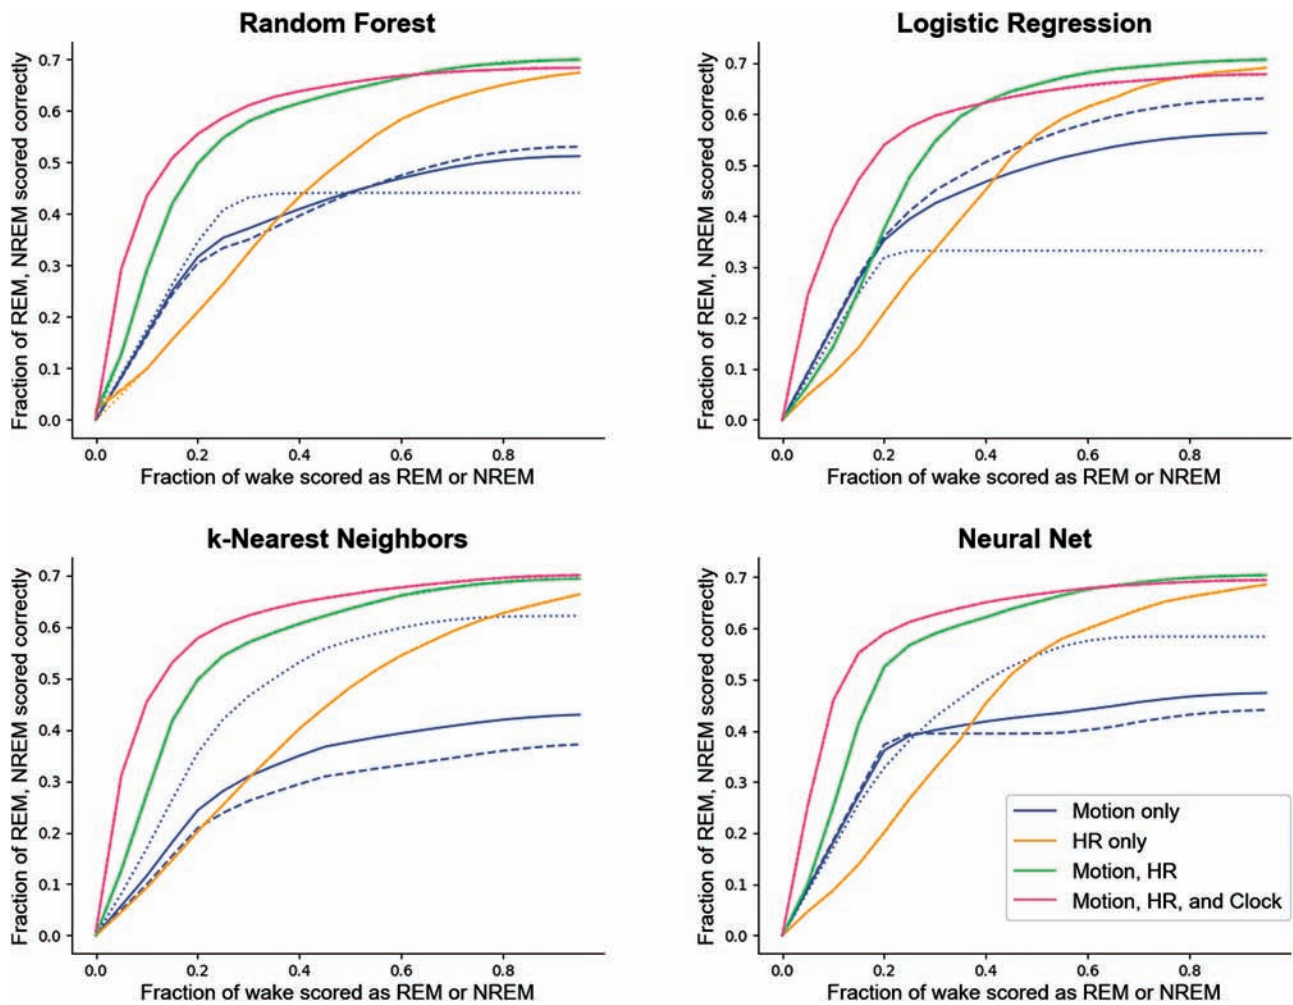 Random Forest
Fraction of REM, NREM scored correctly
0.7
0.6
0.5
0.4
0.3
0.2
0.1
0.0
0.0 0.2 0.4 0.6 0.8
Fraction of wake scored as REM or NREM
Logistic Regression
Fraction of REM, NREM scored correctly
0.7
0.6
0.5
0.4
0.3
0.2
0.1
0.0
0.0 0.2 0.4 0.6 0.8
Fraction of wake scored as REM or NREM
k-Nearest Neighbors
Fraction of REM, NREM scored correctly
0.7
0.6
0.5
0.4
0.3
0.2
0.1
0.0
0.0 0.2 0.4 0.6 0.8
Fraction of wake scored as REM or NREM
Neural Net
Fraction of REM, NREM scored correctly
0.7
0.6
0.5
0.4
0.3
0.2
0.1
0.0
0.0 0.2 0.4 0.6 0.8
Fraction of wake scored as REM or NREM
Motion only
HR only
Motion, HR
Motion, HR, and Clock